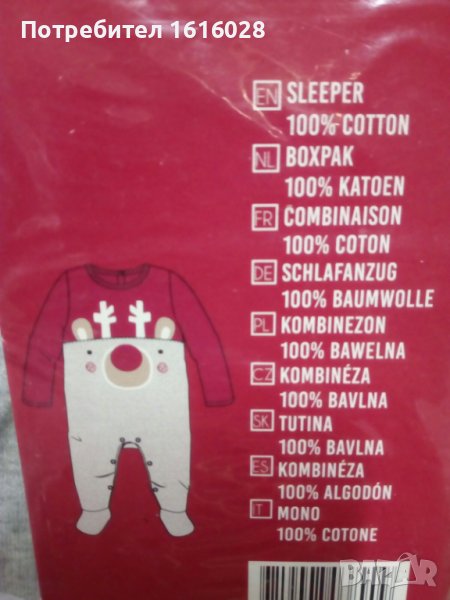 Потребител 1616028
EN SLEEPER
100% COTTON
NL BOXPAK
100% KATOEN
FR COMBINAISON
100% COTON
DE SCHLAFANZUG
100% BAUMWOLLE
PL KOMBINEZON
100% BAWELNA
CZ KOMBINÉZA
100% BAVLNA
SK TUTINA
100% BAVLNA
ES KOMBINÉZA
100% ALGODÓN
IT MONO
100% COTONE
BAZAR